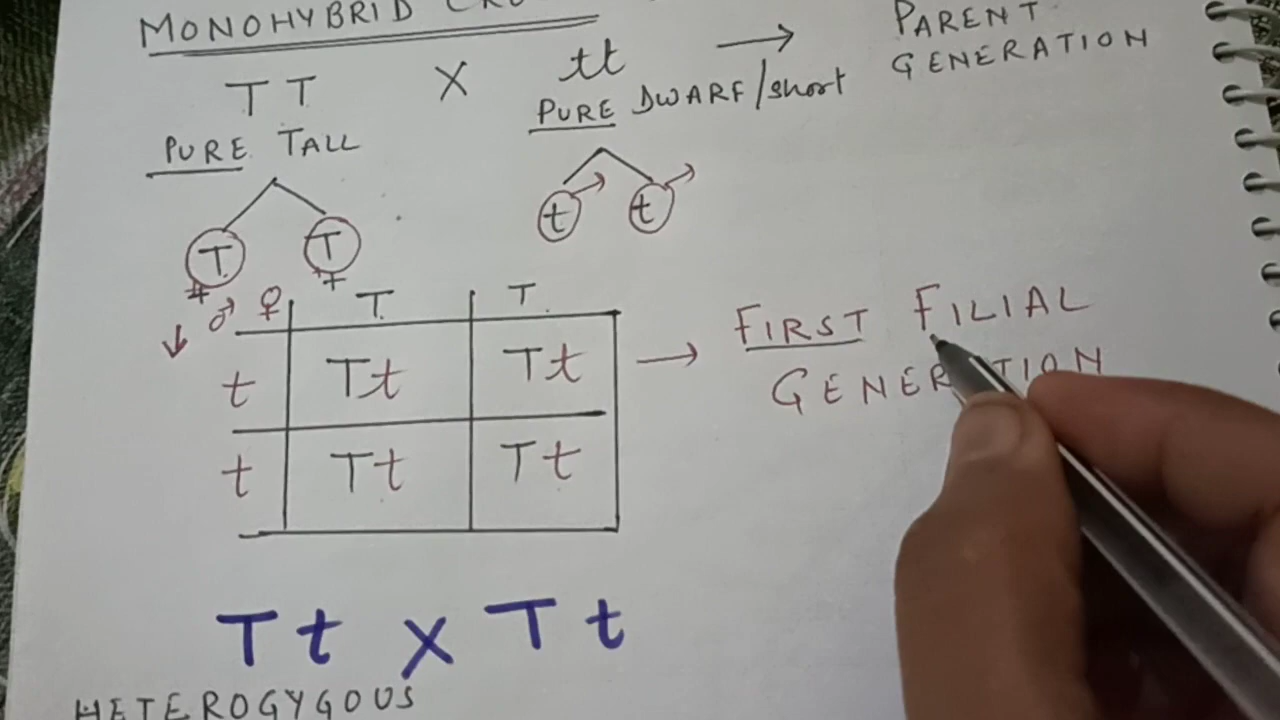 MONOHYBRID
TT X tt → PARENT GENERATION
PURE TALL
PURE DWARF/short
T T
t t
♂ ♀ T T
t Tt Tt
t Tt Tt
→ FIRST FILIAL
GENERATION
Tt X Tt
HETEROGYGOUS